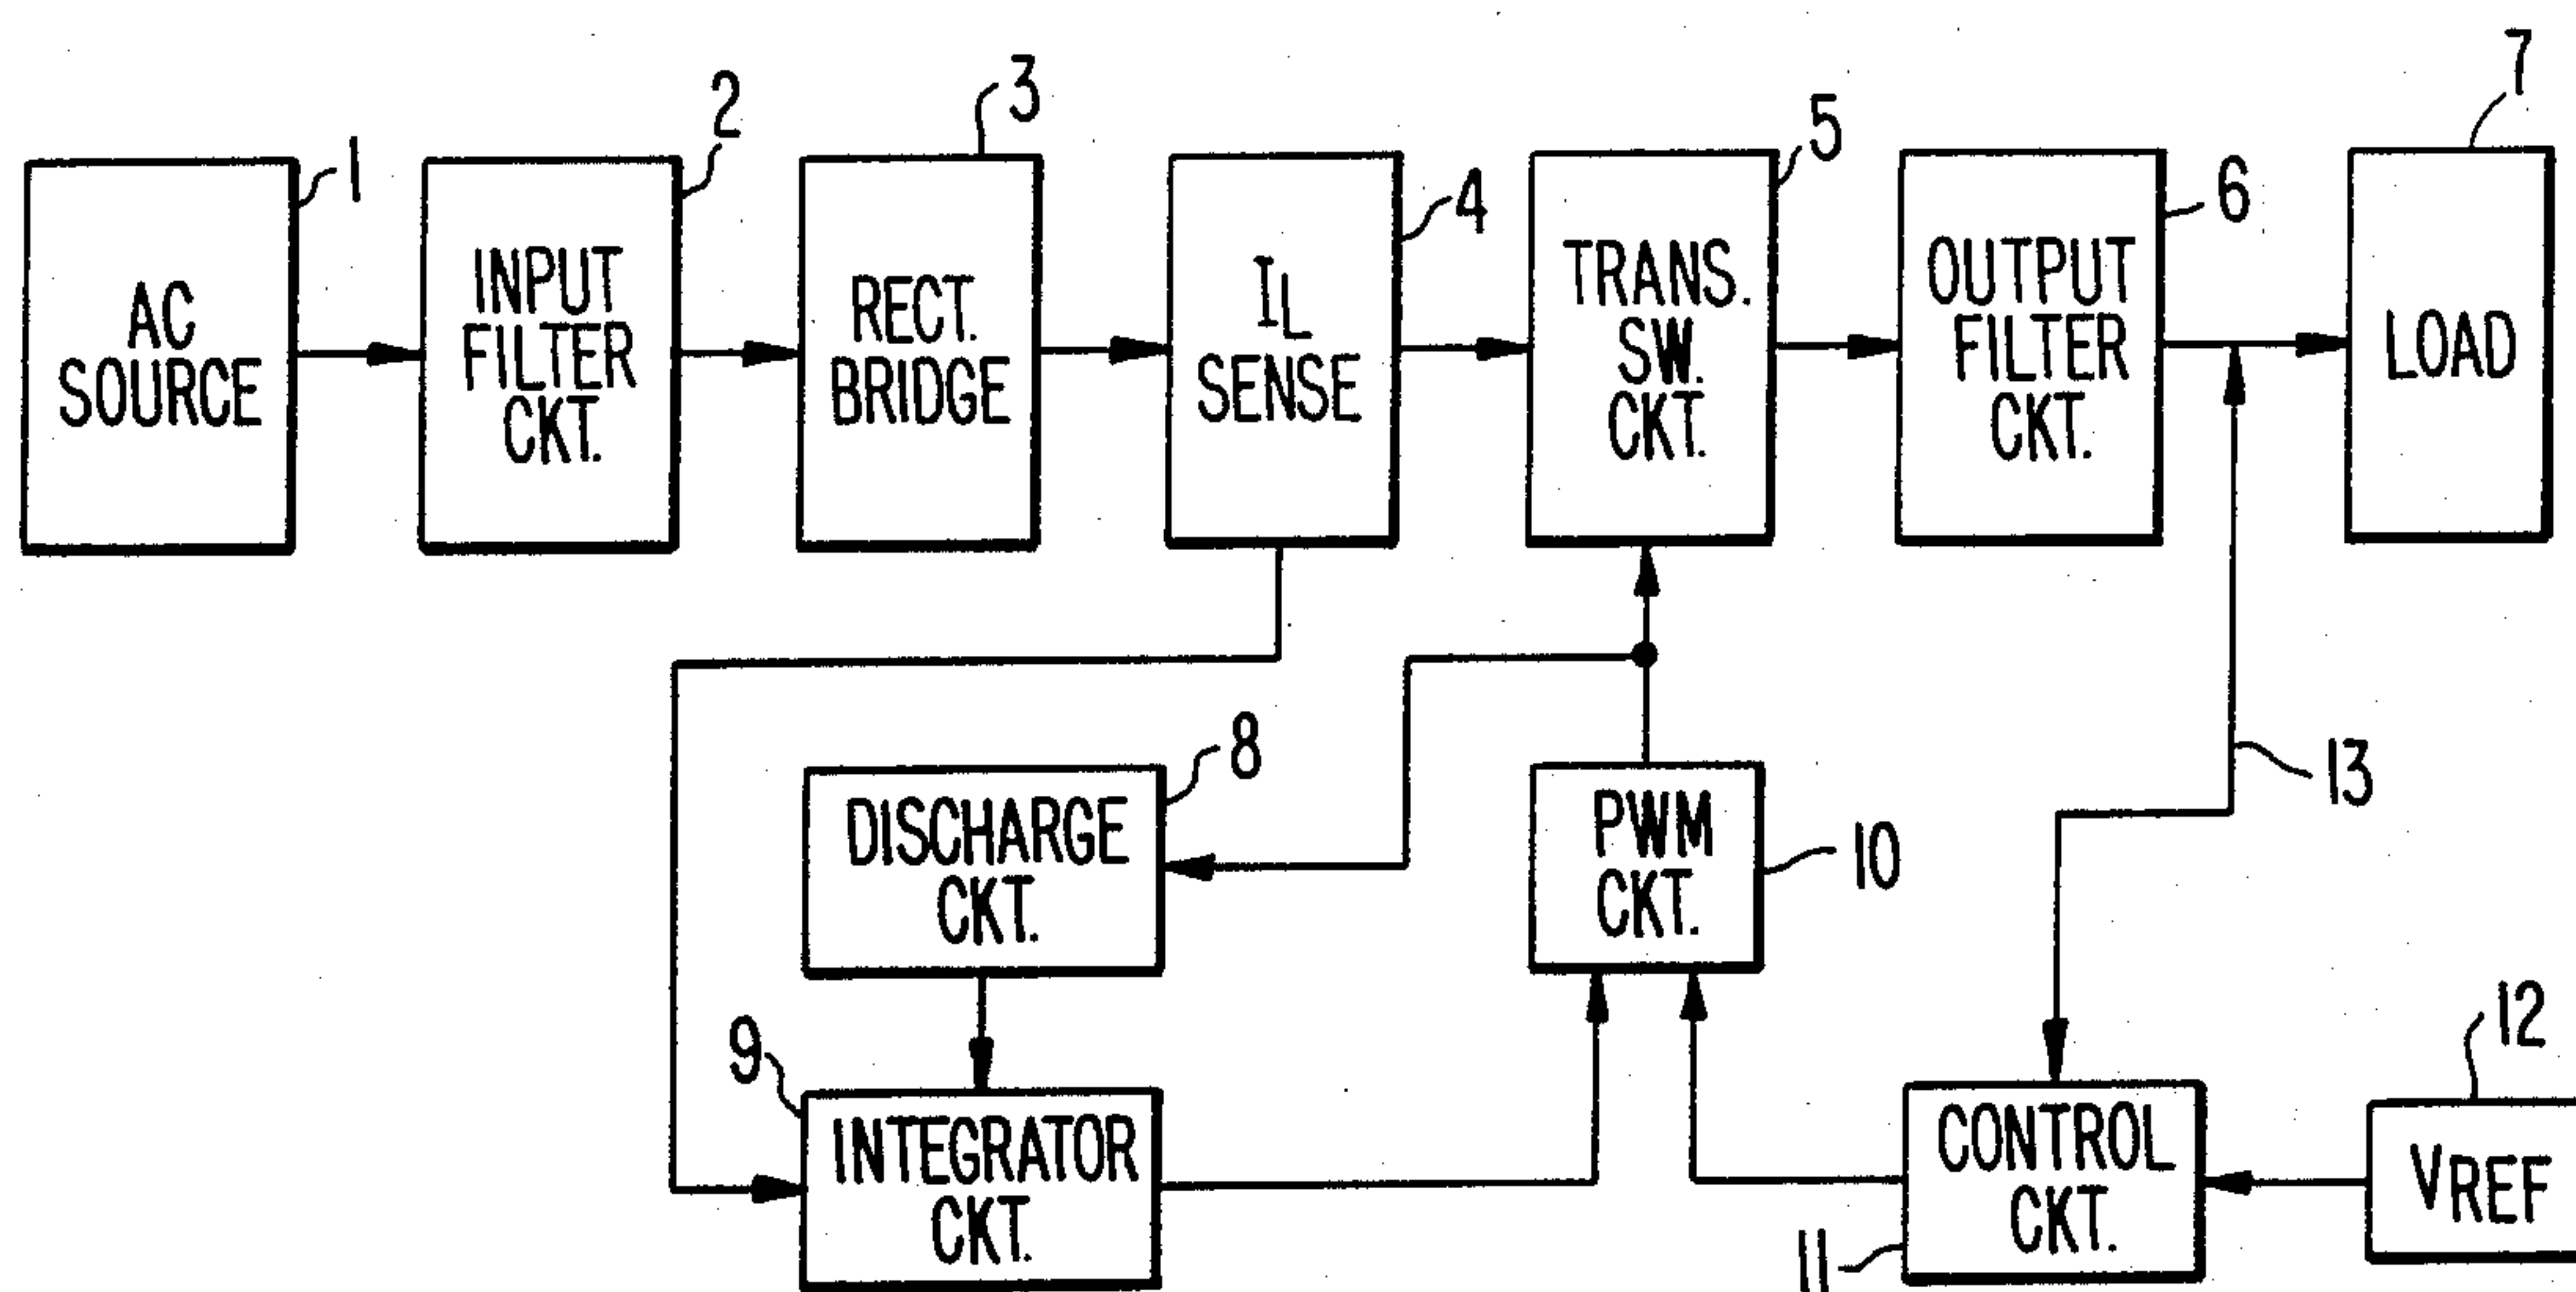 1
2
3
4
5
6
7
AC
SOURCE
INPUT
FILTER
CKT.
RECT.
BRIDGE
IL
SENSE
TRANS.
SW.
CKT.
OUTPUT
FILTER
CKT.
LOAD
8
DISCHARGE
CKT.
PWM
CKT.
10
13
9
INTEGRATOR
CKT.
CONTROL
CKT.
11
12
VREF